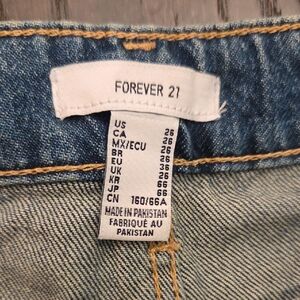 FOREVER 21
US 26
CA 26
MX/ECU 26
BR 36
EU 26
UK 26
KR 66
JP 66
CN 160/66A
MADE IN PAKISTAN
FABRIQUÉ AU
PAKISTAN